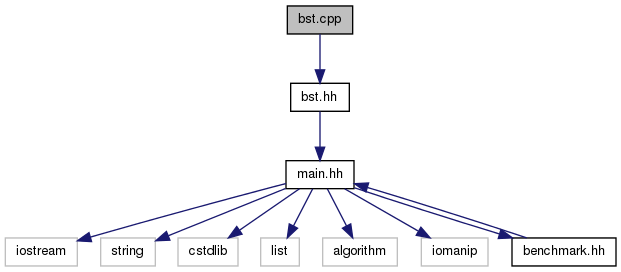 bst.cpp
bst.hh
main.hh
iostream
string
cstdlib
list
algorithm
iomanip
benchmark.hh